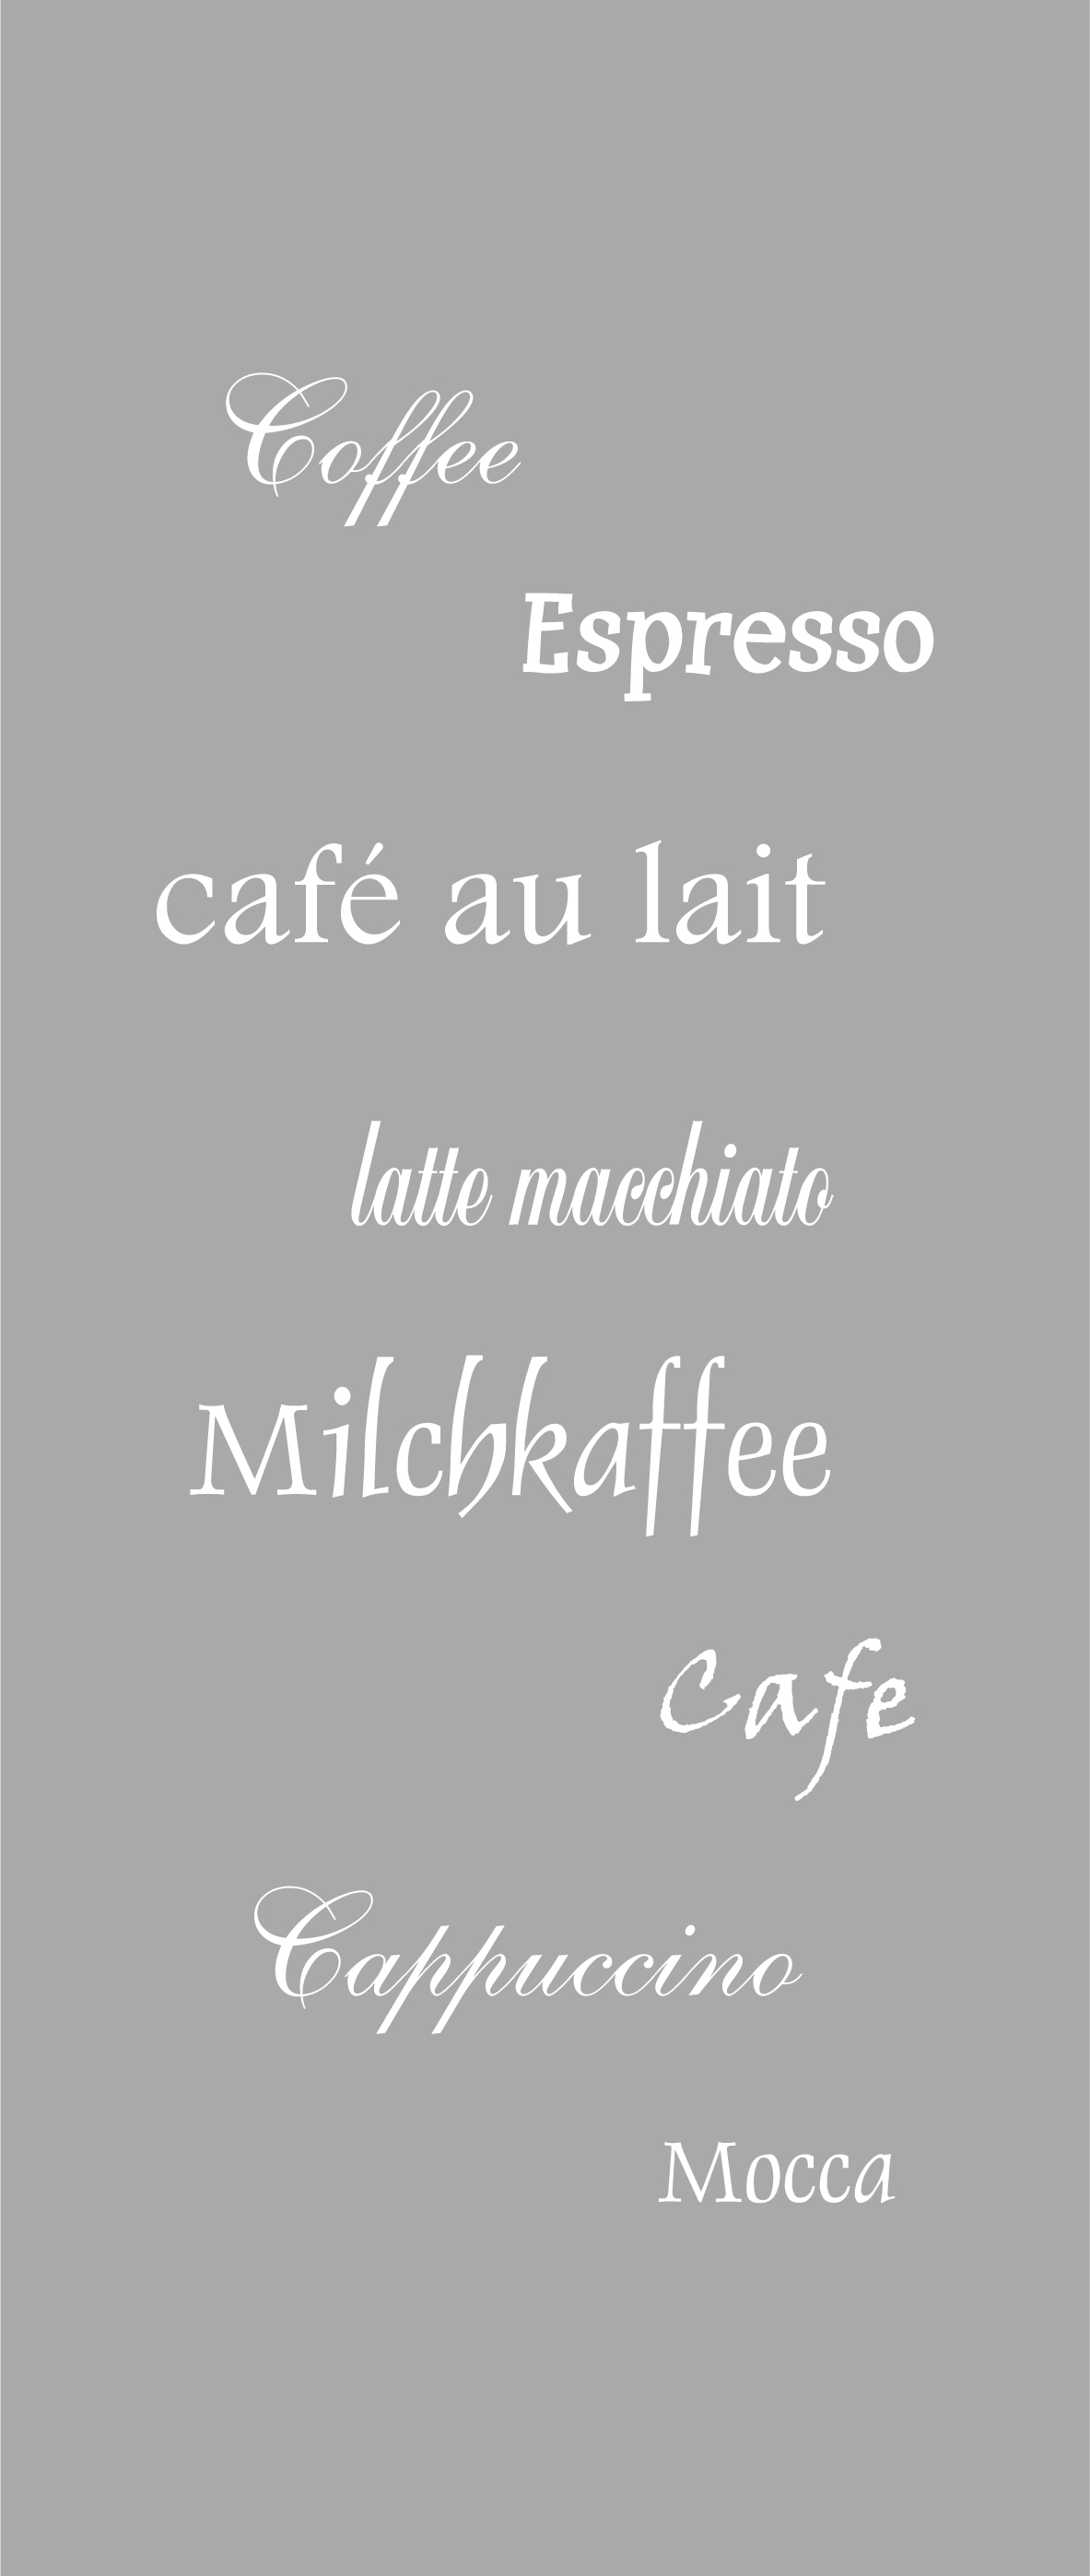 Coffee
Espresso
café au lait
latte macchiato
Milchkaffee
Cafe
Cappuccino
Mocca